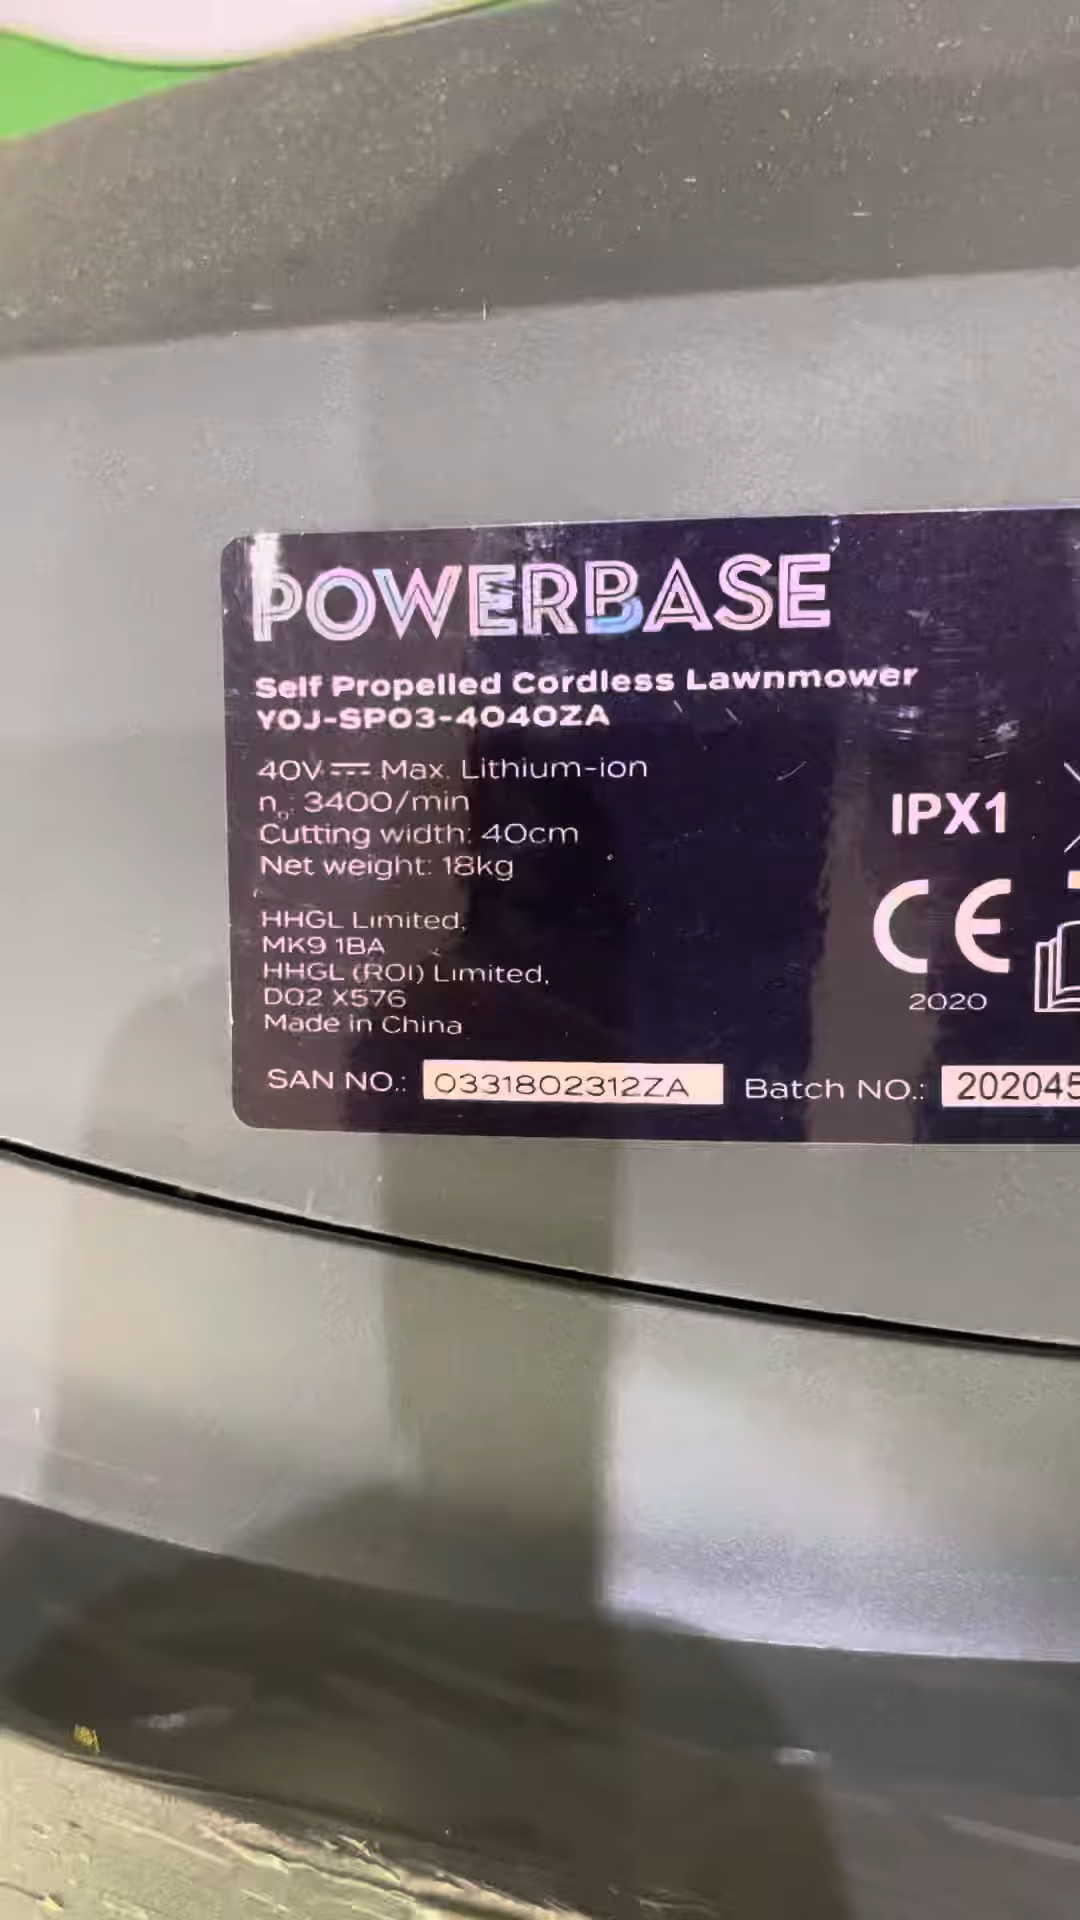 POWERBASE
Self Propelled Cordless Lawnmower
YOJ-SP03-4040ZA
40V⎓ Max. Lithium-ion
n₀: 3400/min
Cutting width: 40cm
Net weight: 18kg
IPX1
CE
2020
HHGL Limited,
MK9 1BA
HHGL (ROI) Limited,
D02 X576
Made in China
SAN NO.: 0331802312ZA Batch NO.: 202045